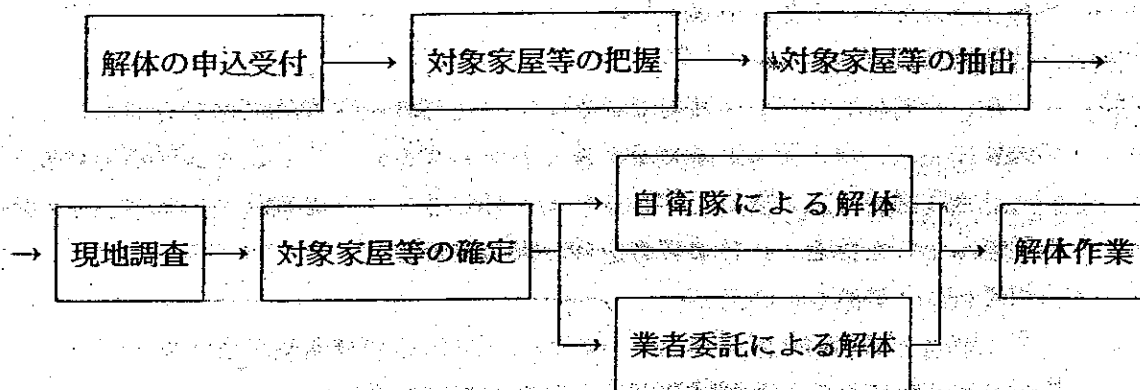 解体の申込受付 → 対象家屋等の把握 → 対象家屋等の抽出 →
→ 現地調査 → 対象家屋等の確定 → 自衛隊による解体 → 解体作業
業者委託による解体